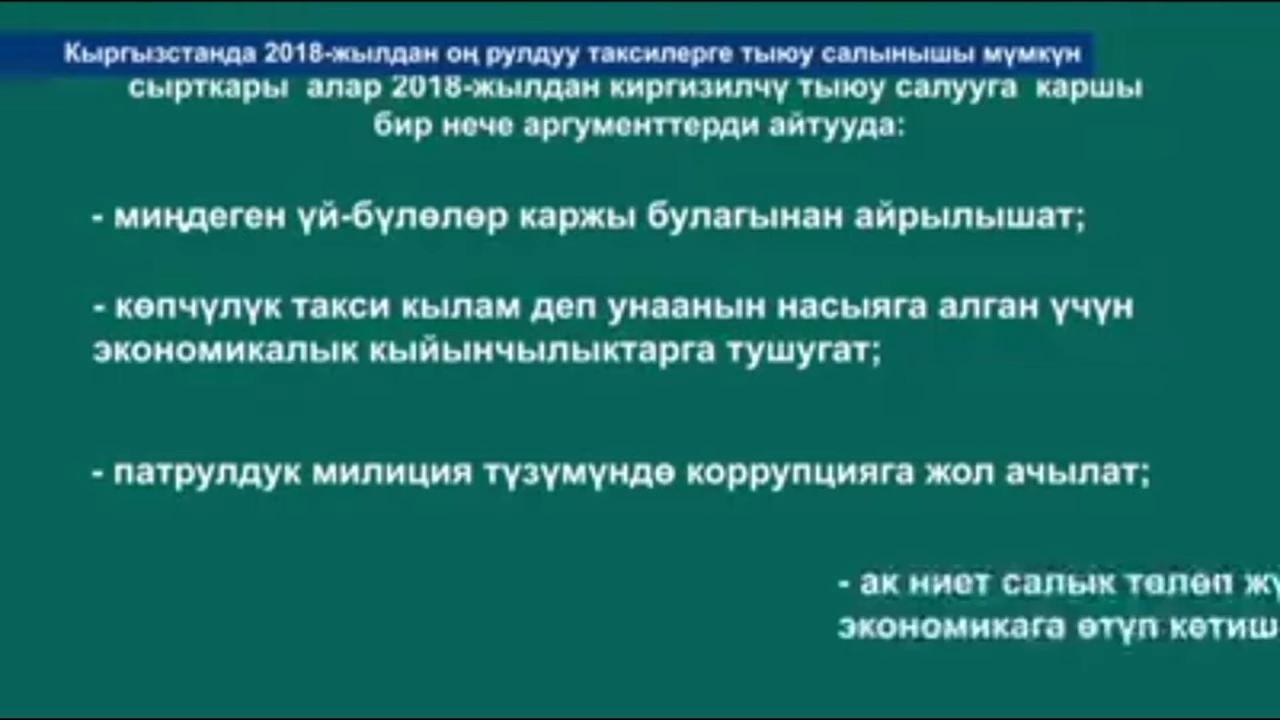 Кыргызстанда 2018-жылдан оң рулдуу таксилерге тыюу салынышы мүмкүн
сырткары алар 2018-жылдан киргизилчү тыюу салууга каршы
бир нече аргументтерди айтууда:
- миңдеген үй-бүлөлөр каржы булагынан айрылышат;
- көпчүлүк такси кылам деп унаанын насыяга алган үчүн
экономикалык кыйынчылыктарга тушугат;
- патрулдук милиция түзүмүндө коррупцияга жол ачылат;
- ак ниет салык төлөп жү
экономикага өтүп кетиш